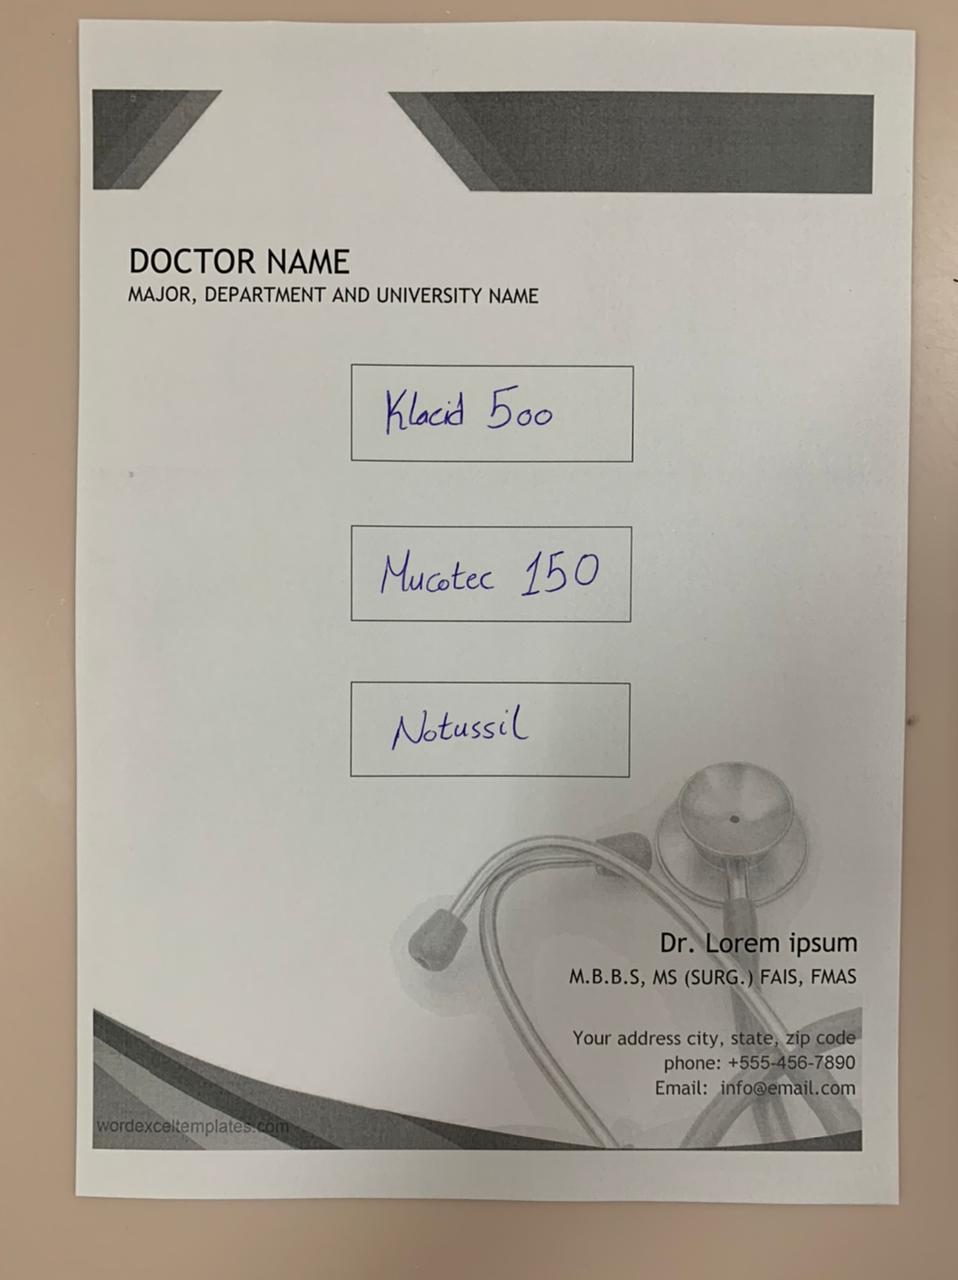 DOCTOR NAME
MAJOR, DEPARTMENT AND UNIVERSITY NAME
Klacid 500
Mucotec 150
Notussil
Dr. Lorem ipsum
M.B.B.S, MS (SURG.) FAIS, FMAS
Your address city, state, zip code
phone: +555-456-7890
Email: info@email.com
wordexceltemplates.com